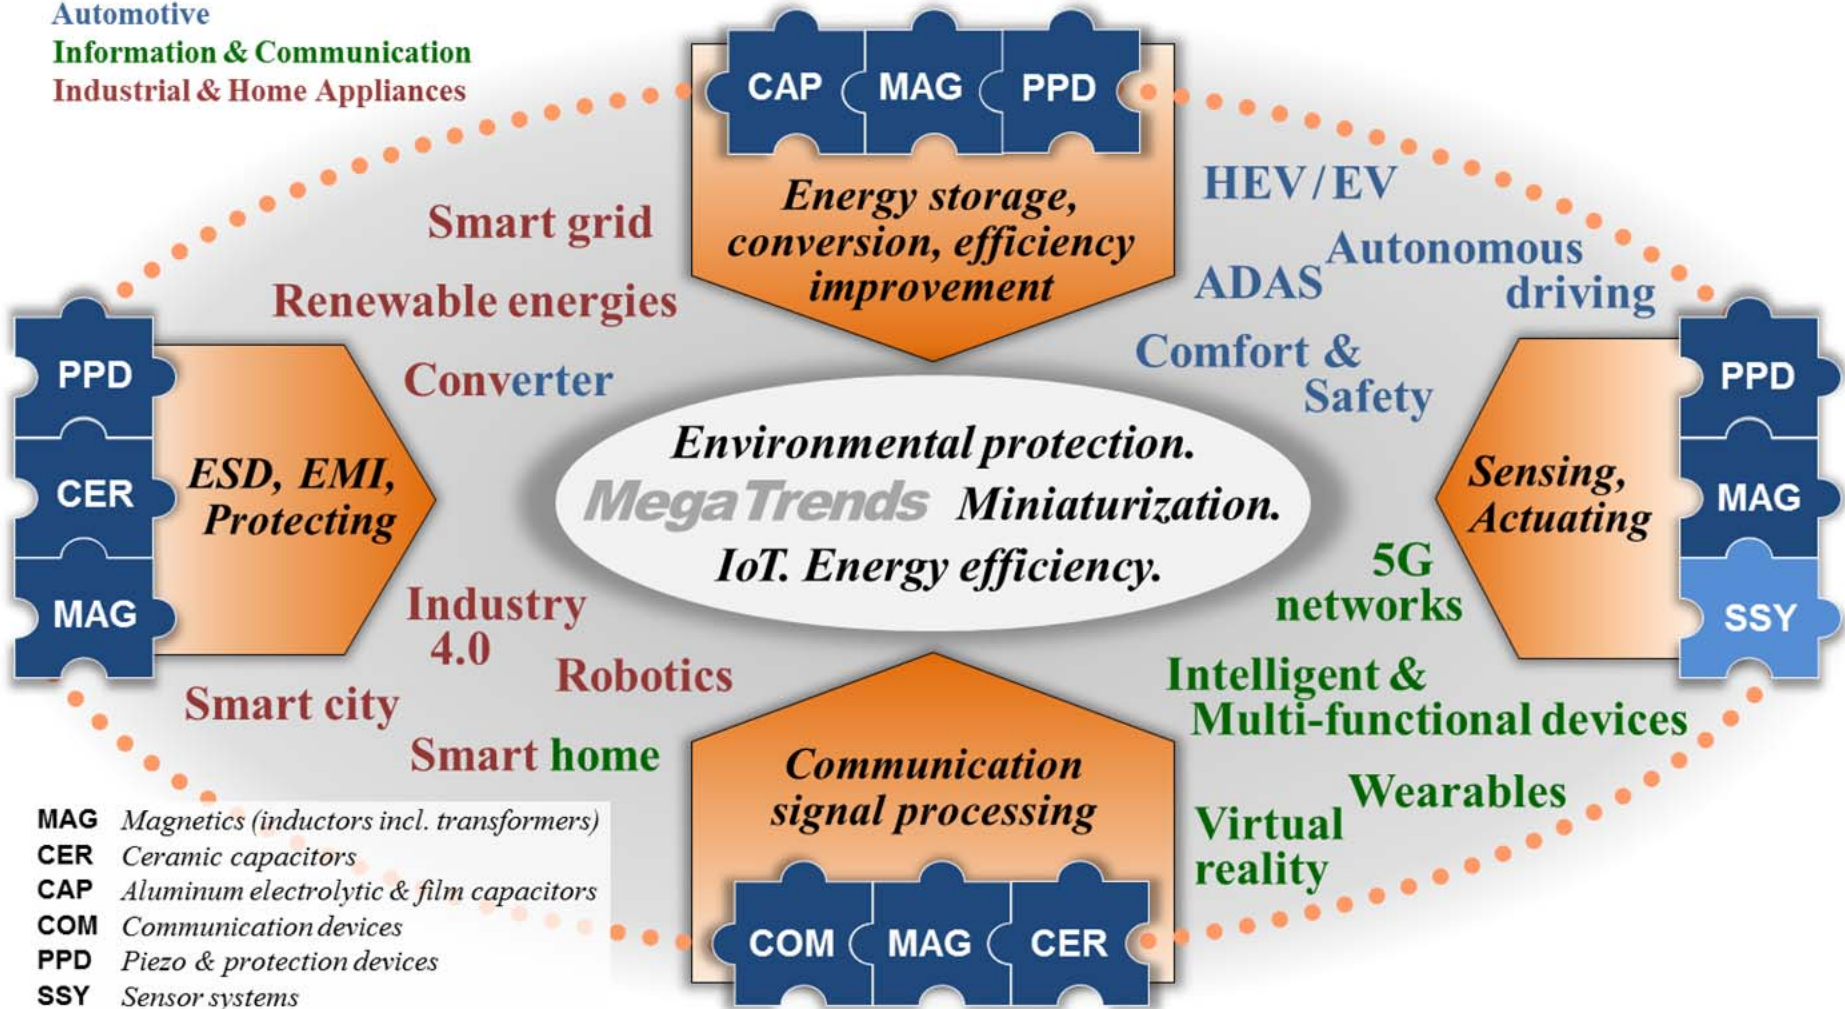 Automotive
Information & Communication
Industrial & Home Appliances
CAP MAG PPD
Energy storage,
conversion, efficiency
improvement
Smart grid
Renewable energies
Converter
HEV/EV
Autonomous
driving
ADAS
Comfort &
Safety
PPD
CER
MAG
ESD, EMI,
Protecting
Environmental protection.
MegaTrends Miniaturization.
IoT. Energy efficiency.
Sensing,
Actuating
PPD
MAG
SSY
Industry
4.0
Robotics
Smart city
Smart home
5G
networks
Intelligent &
Multi-functional devices
Wearables
Virtual
reality
Communication
signal processing
COM MAG CER
MAG Magnetics (inductors incl. transformers)
CER Ceramic capacitors
CAP Aluminum electrolytic & film capacitors
COM Communication devices
PPD Piezo & protection devices
SSY Sensor systems